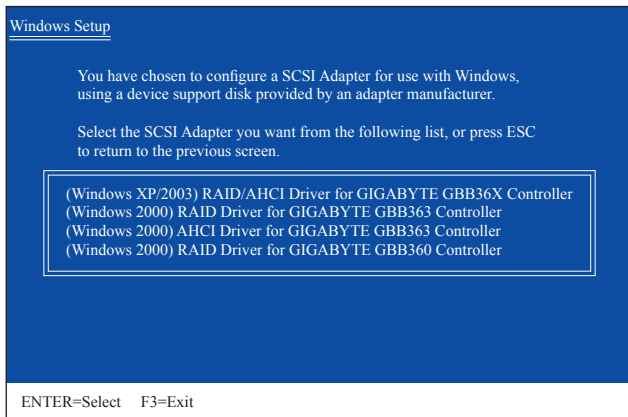 Windows Setup
You have chosen to configure a SCSI Adapter for use with Windows,
using a device support disk provided by an adapter manufacturer.
Select the SCSI Adapter you want from the following list, or press ESC
to return to the previous screen.
(Windows XP/2003) RAID/AHCI Driver for GIGABYTE GBB36X Controller
(Windows 2000) RAID Driver for GIGABYTE GBB363 Controller
(Windows 2000) AHCI Driver for GIGABYTE GBB363 Controller
(Windows 2000) RAID Driver for GIGABYTE GBB360 Controller
ENTER=Select F3=Exit